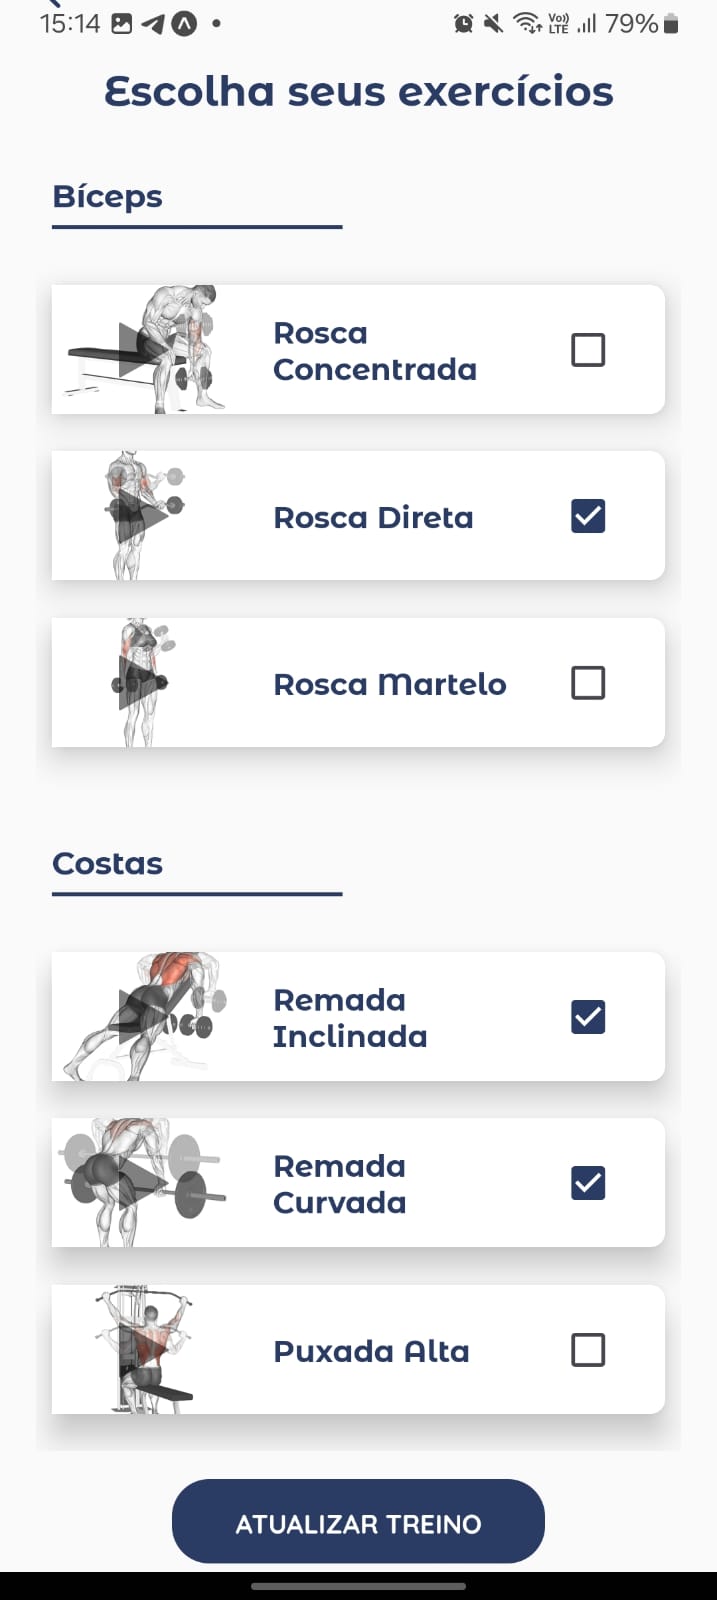 15:14
Vo))
LTE
79%
Escolha seus exercícios
Bíceps
Rosca
Concentrada
Rosca Direta
Rosca Martelo
Costas
Remada
Inclinada
Remada
Curvada
Puxada Alta
ATUALIZAR TREINO